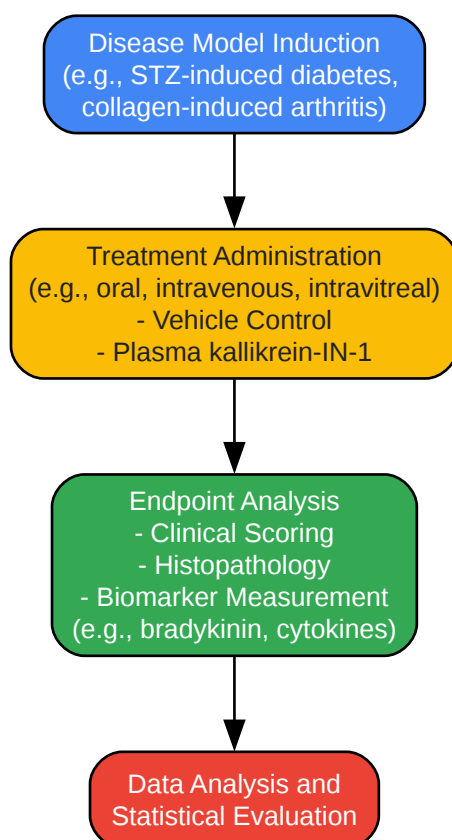 Disease Model Induction
(e.g., STZ-induced diabetes,
collagen-induced arthritis)
Treatment Administration
(e.g., oral, intravenous, intravitreal)
- Vehicle Control
- Plasma kallikrein-IN-1
Endpoint Analysis
- Clinical Scoring
- Histopathology
- Biomarker Measurement
(e.g., bradykinin, cytokines)
Data Analysis and
Statistical Evaluation